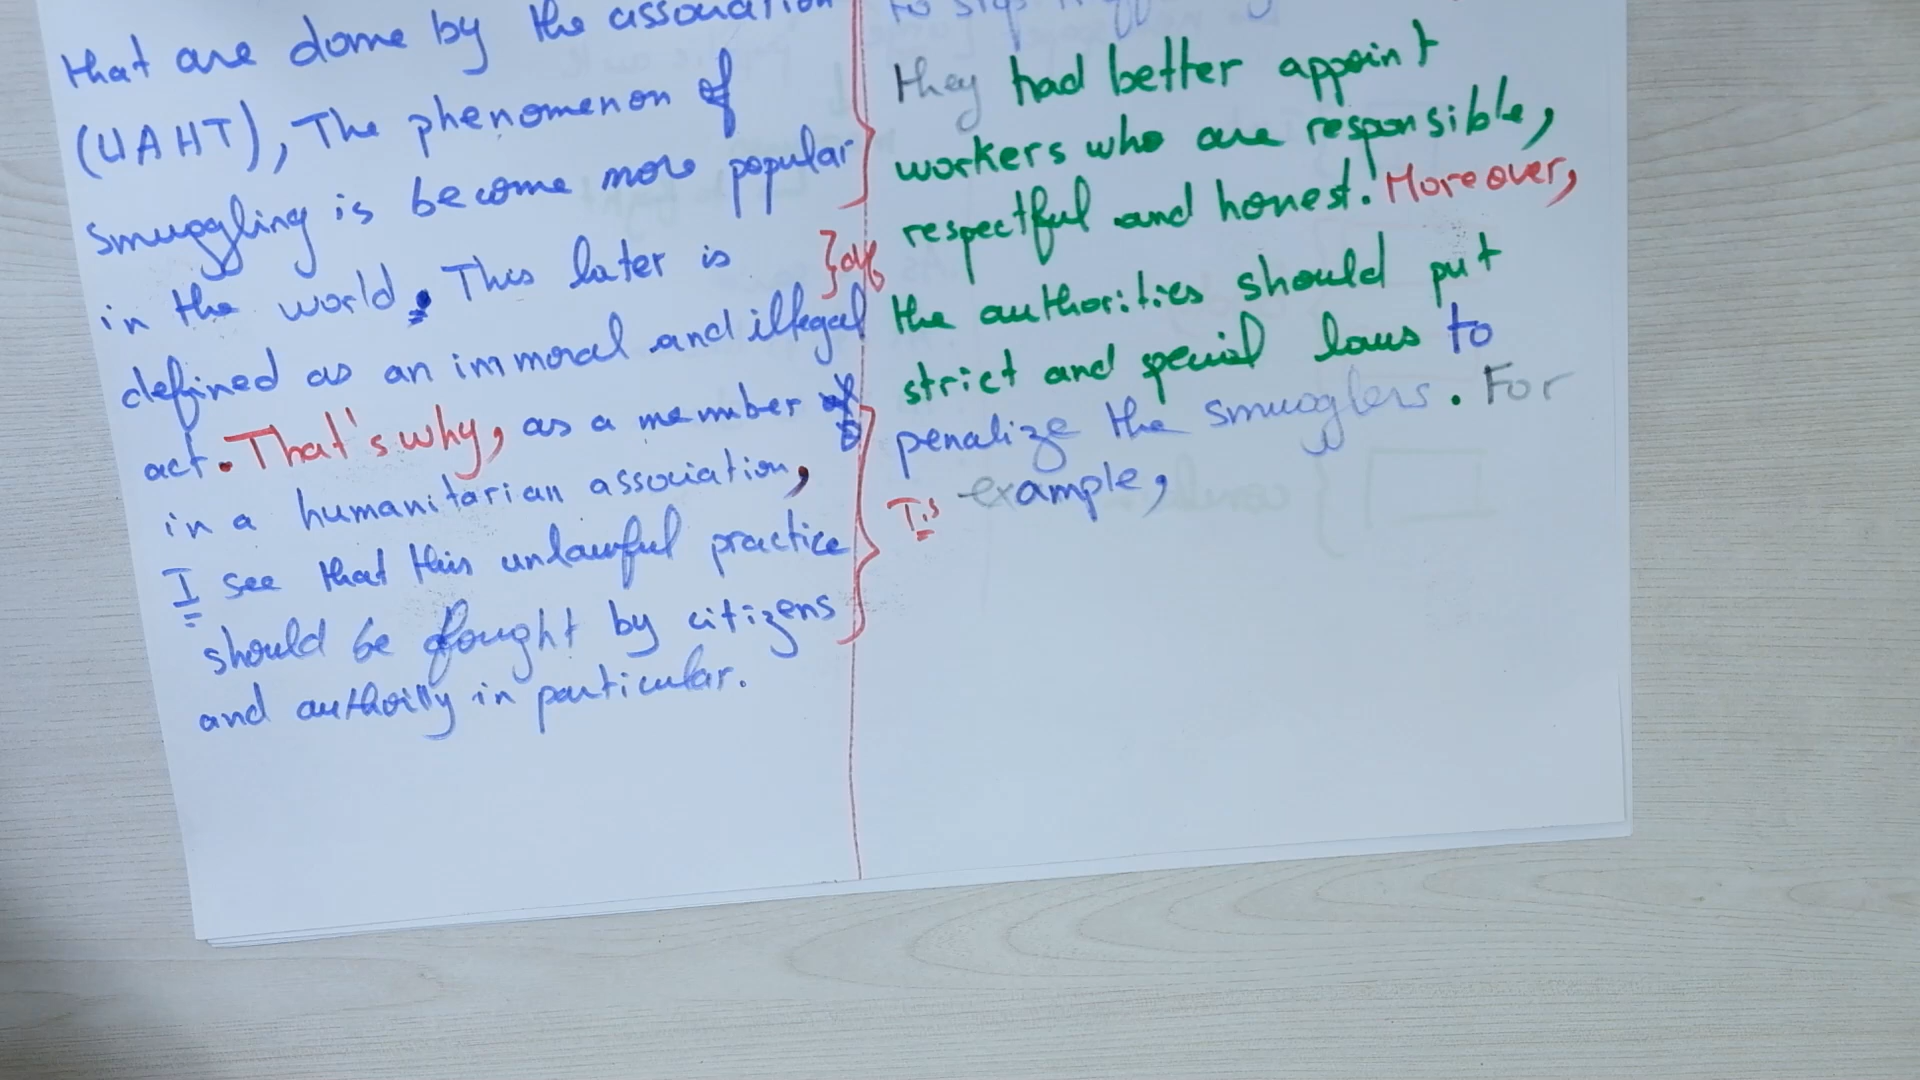 that are done by the association
(UAHT), The phenomenon of
smuggling is become more popular
in the world. This later is
defined as an immoral and illegal
act. That's why, as a member
in a humanitarian association,
I see that this unlawful practice
should be fought by citizens
and authority in particular.
to stop
they had better appoint
workers who are responsible,
respectful and honest. Moreover,
the authorities should put
strict and special laws to
penalize the smugglers. For
example,
def
T.s